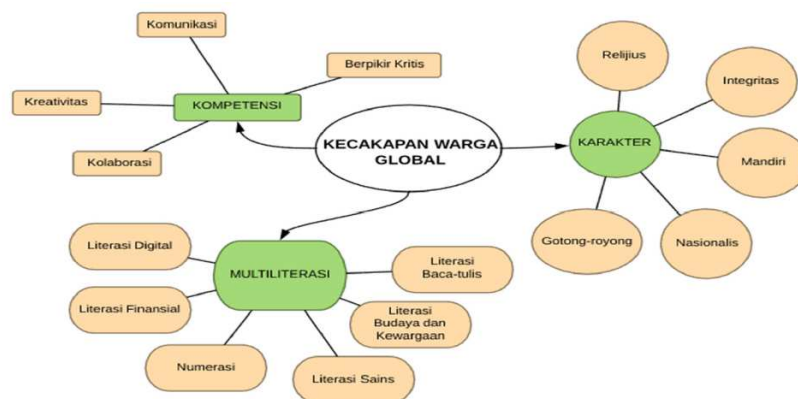 Komunikasi
Berpikir Kritis
Kreativitas
KOMPETENSI
Kolaborasi
KECAKAPAN WARGA
GLOBAL
Relijius
Integritas
KARAKTER
Mandiri
Gotong-royong
Nasionalis
Literasi Digital
MULTILITERASI
Literasi
Baca-tulis
Literasi Finansial
Literasi
Budaya dan
Kewargaan
Numerasi
Literasi Sains